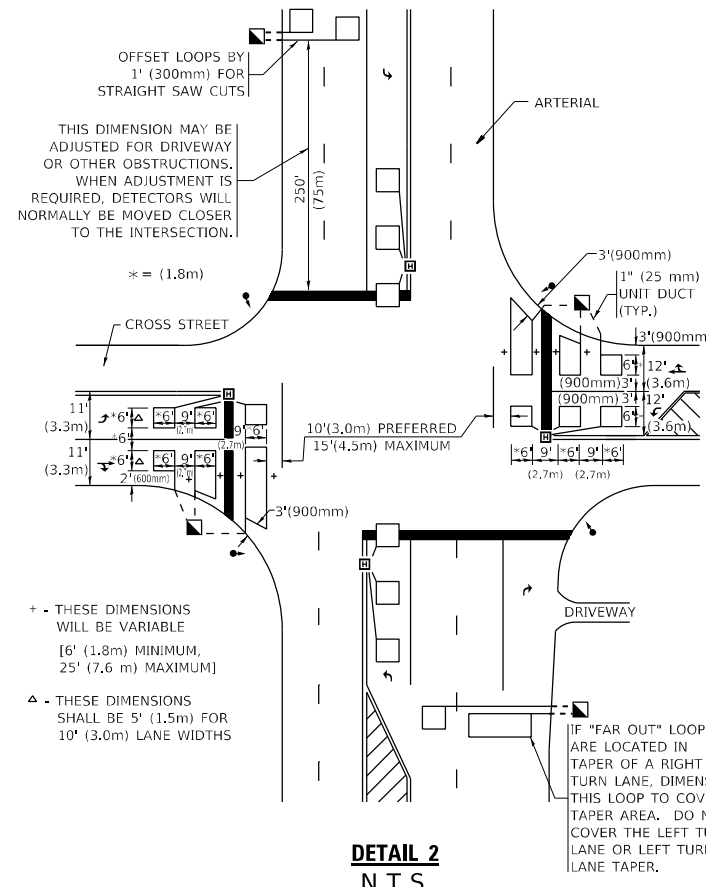 OFFSET LOOPS BY
1' (300mm) FOR
STRAIGHT SAW CUTS
ARTERIAL
THIS DIMENSION MAY BE
ADJUSTED FOR DRIVEWAY
OR OTHER OBSTRUCTIONS.
WHEN ADJUSTMENT IS
REQUIRED, DETECTORS WILL
NORMALLY BE MOVED CLOSER
TO THE INTERSECTION.
250'
(75m)
* = (1.8m)
H
3'(900mm)
1" (25 mm)
UNIT DUCT
(TYP.)
CROSS STREET
3'(900mm)
6'* 12'
(3.6m)
(900mm) 3'
(900mm) 3' 12'
6'* (3.6m)
H
*6' 9' *6' 9' *6'
(2.7m) (2.7m)
H
11'
(3.3m)
*6' Δ *6' 9' *6'
(2.7m)
*6'
9' *6'
(2.7m)
11'
(3.3m)
*6' Δ *6' 9' *6'
(2.7m)
2'(600mm)
10'(3.0m) PREFERRED
15'(4.5m) MAXIMUM
3'(900mm)
H
DRIVEWAY
+ - THESE DIMENSIONS
WILL BE VARIABLE
[6' (1.8m) MINIMUM,
25' (7.6 m) MAXIMUM]
Δ - THESE DIMENSIONS
SHALL BE 5' (1.5m) FOR
10' (3.0m) LANE WIDTHS
IF "FAR OUT" LOOP
ARE LOCATED IN
TAPER OF A RIGHT
TURN LANE, DIMENS
THIS LOOP TO COV
TAPER AREA. DO N
COVER THE LEFT TU
LANE OR LEFT TUR
LANE TAPER.
DETAIL 2
N.T.S.